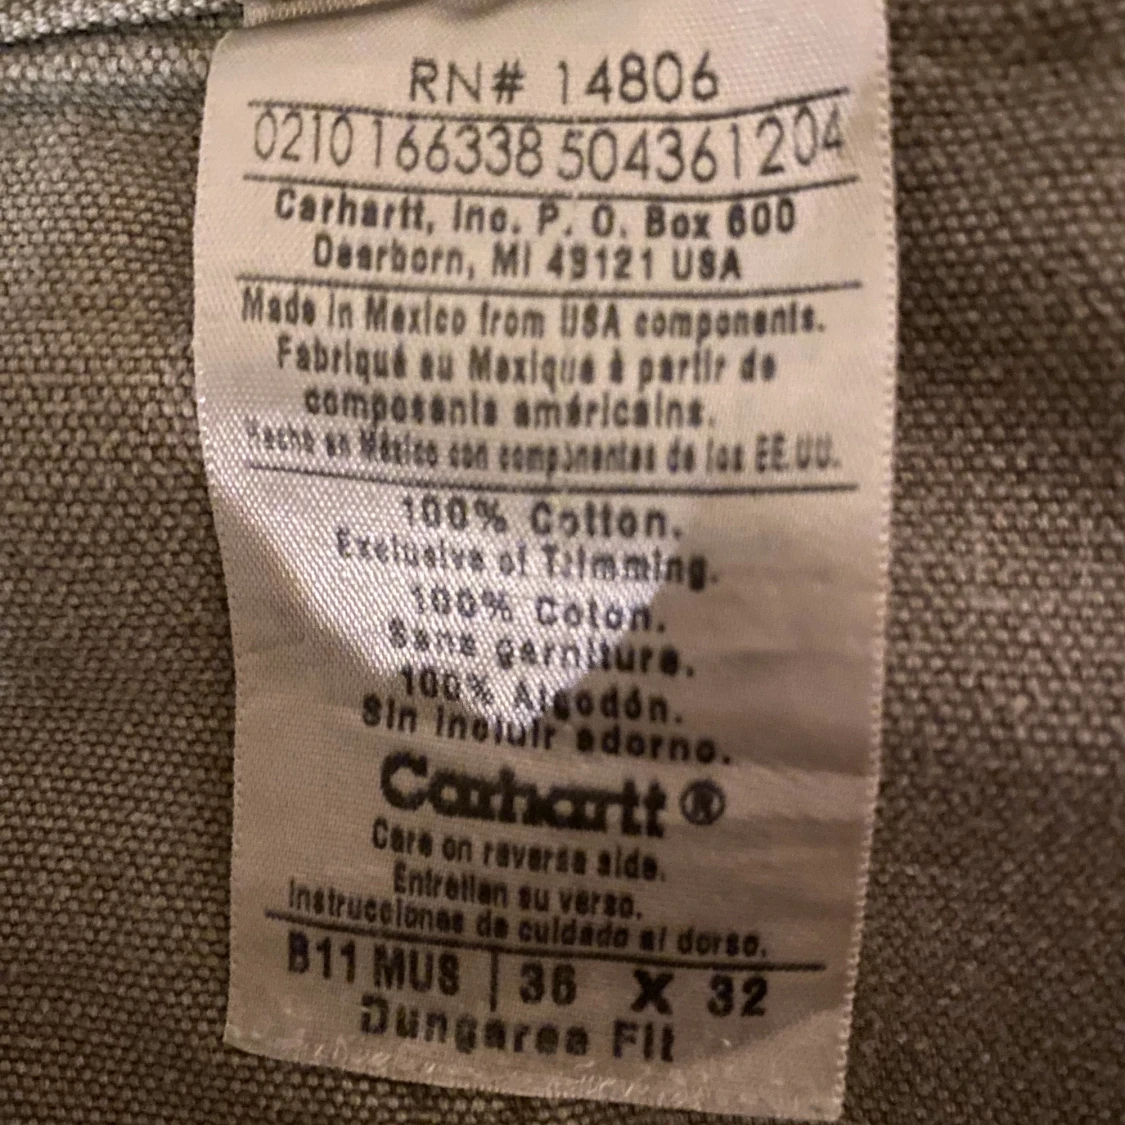 RN# 14806
0210 166338 504361204
Carhartt, Inc. P. O. Box 600
Dearborn, MI 49121 USA
Made in Mexico from USA components.
Fabriqué au Mexique à partir de
composants américains.
Hecho en México con componentes de los EE.UU.
100% Cotton.
Exclusive of Trimming.
100% Coton.
Sans garniture.
100% Algodón.
Sin incluir adorno.
Carhartt®
Care on reverse side.
Entretien au verso.
Instrucciones de cuidado al dorso.
B11 MUS | 36 X 32
Dungaree Fit